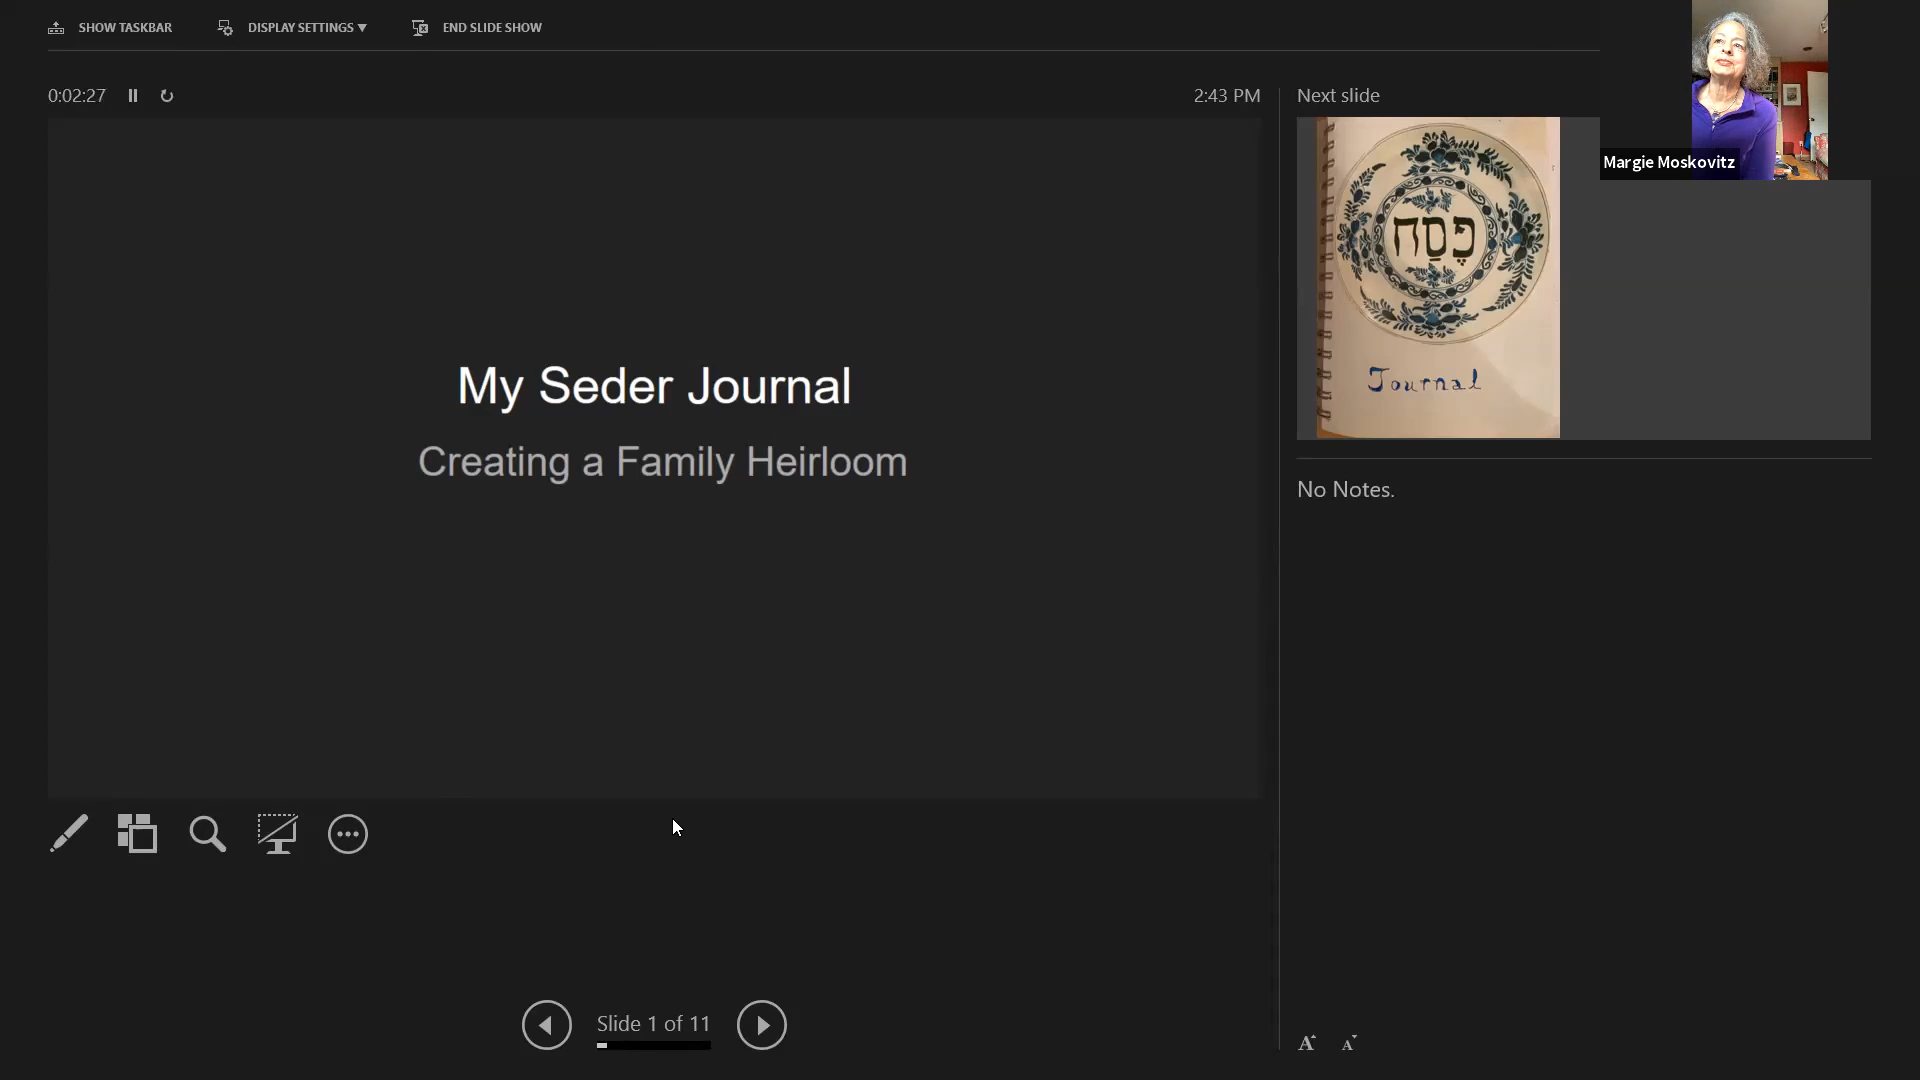 SHOW TASKBAR
DISPLAY SETTINGS ▼
END SLIDE SHOW
0:02:27
2:43 PM
Next slide
Margie Moskovitz
פֶּסַח
Journal
My Seder Journal
Creating a Family Heirloom
No Notes.
Slide 1 of 11
A
A